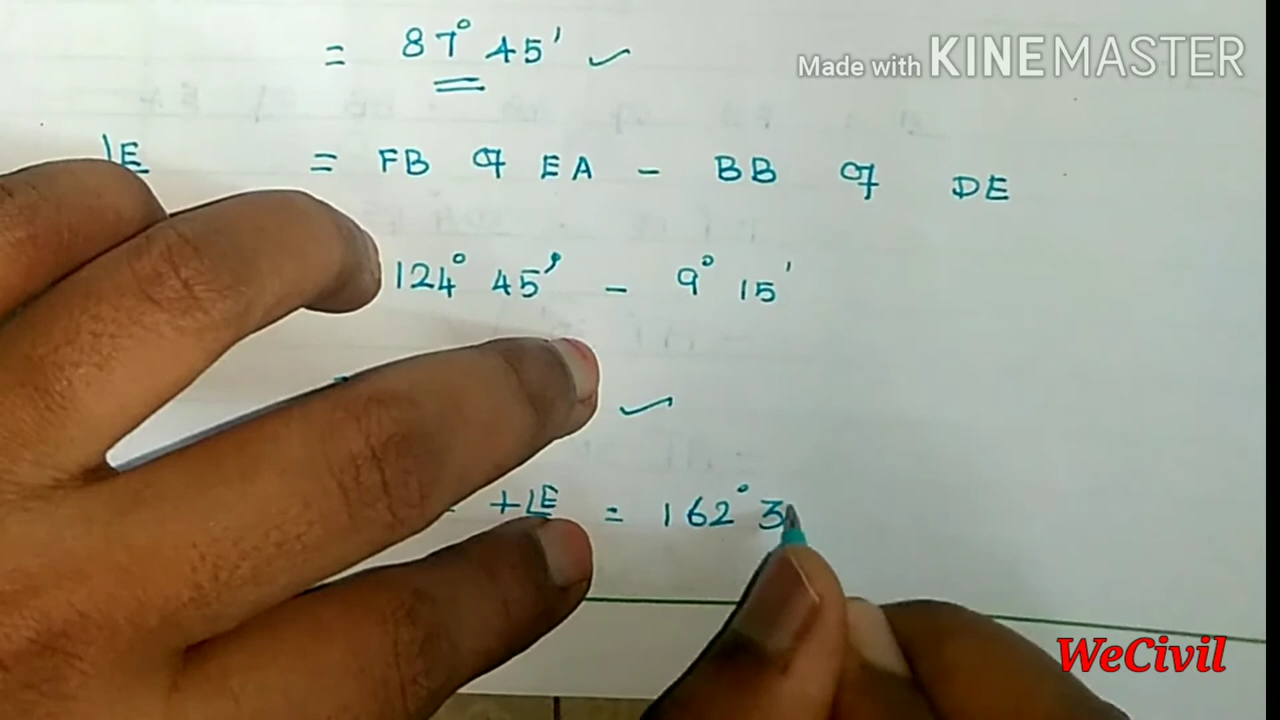 = 87° 45'
Made with KINEMASTER
∠E = FB of EA - BB of DE
124° 45' - 9° 15'
+∠E = 162° 3
WeCivil